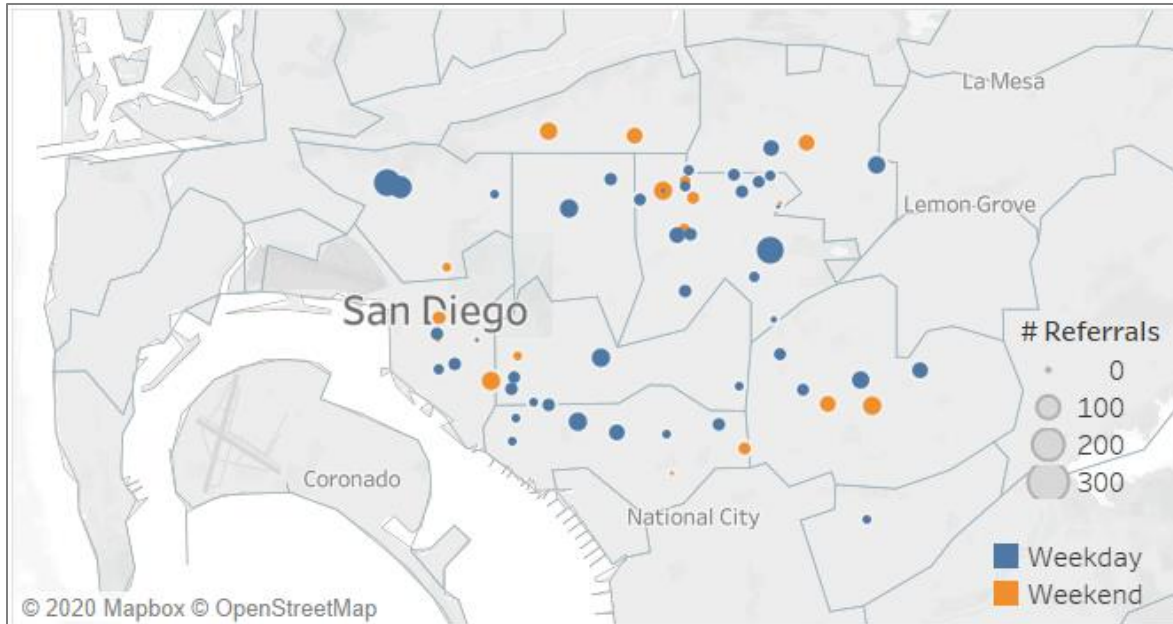 La Mesa
Lemon Grove
San Diego
# Referrals
0
100
200
300
Coronado
National City
Weekday
Weekend
© 2020 Mapbox © OpenStreetMap